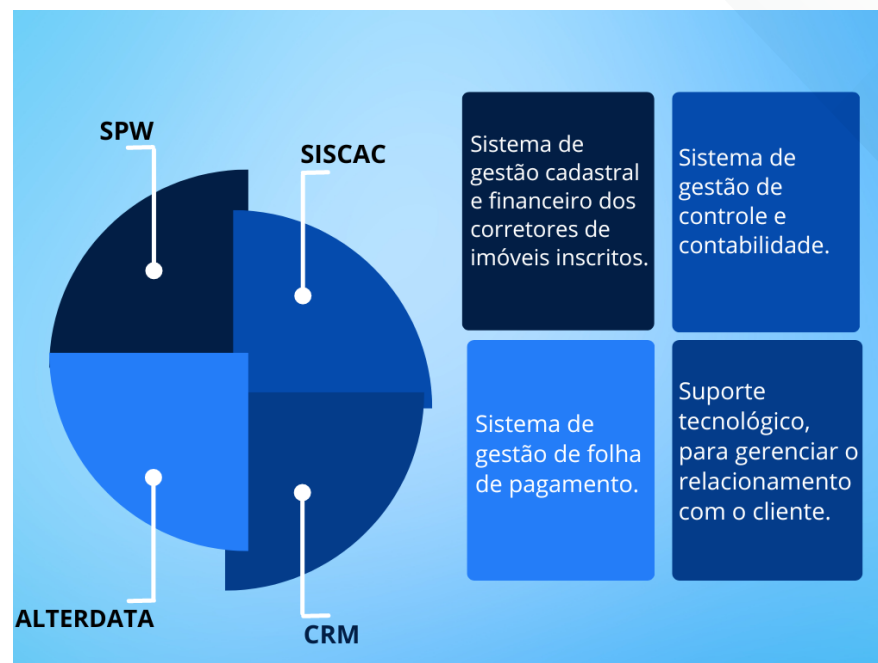 SPW
SISCAC
ALTERDATA
CRM
Sistema de
gestão cadastral
e financeiro dos
corretores de
imóveis inscritos.
Sistema de
gestão de
controle e
contabilidade.
Sistema de
gestão de folha
de pagamento.
Suporte
tecnológico,
para gerenciar o
relacionamento
com o cliente.